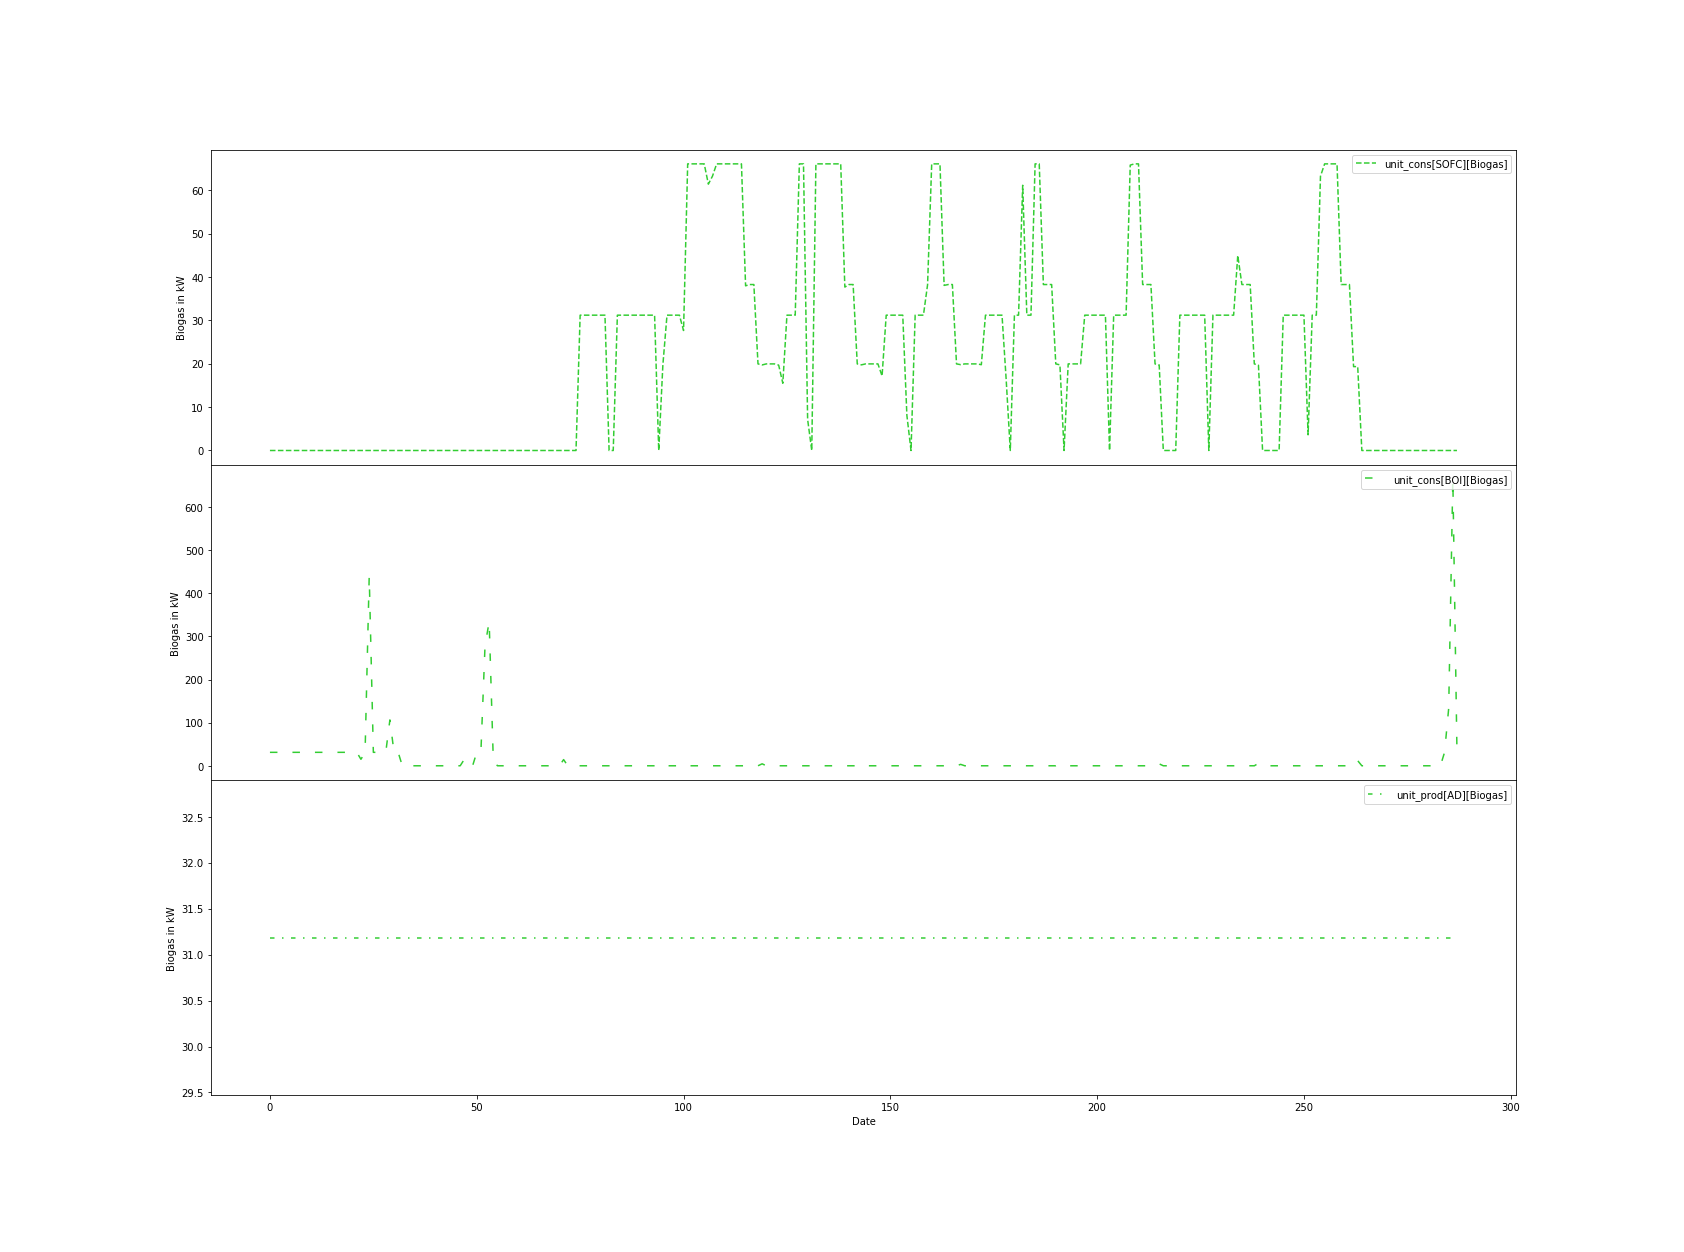 unit_cons[SOFC][Biogas]
60
50
40
30
20
10
0
Biogas in kW
unit_cons[BOI][Biogas]
600
500
400
300
200
100
0
Biogas in kW
unit_prod[AD][Biogas]
32.5
32.0
31.5
31.0
30.5
30.0
29.5
Biogas in kW
0 50 100 150 200 250 300
Date